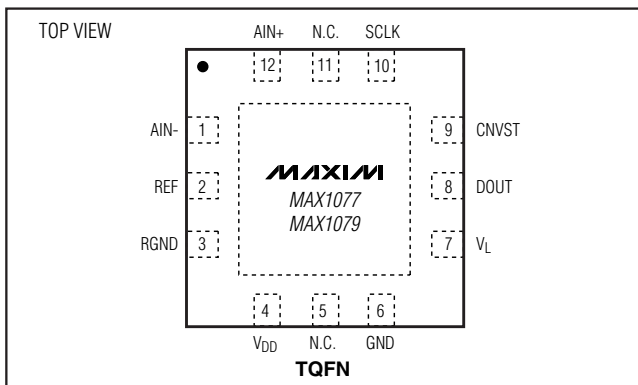 TOP VIEW
AIN+ N.C. SCLK
12 11 10
AIN- 1 9 CNVST
MAXIM
REF 2 8 DOUT
MAX1077
MAX1079
RGND 3 7 VL
4 5 6
VDD N.C. GND
TQFN